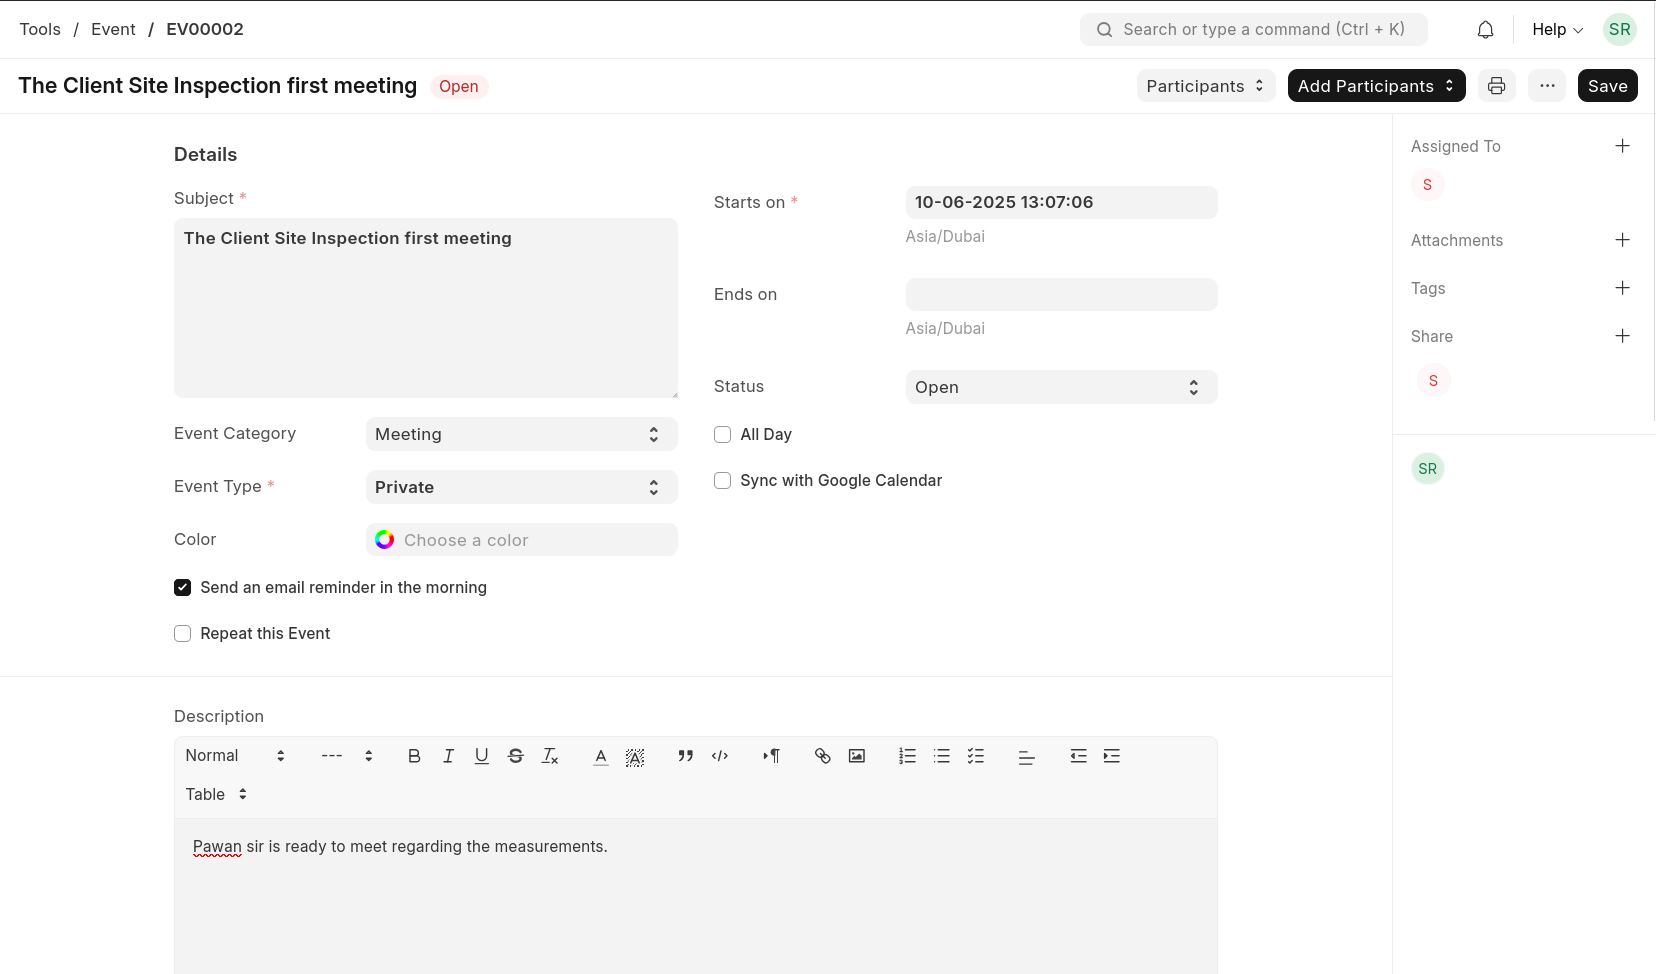 Tools / Event / EV00002
Search or type a command (Ctrl + K)
Help
SR
The Client Site Inspection first meeting
Open
Participants
Add Participants
Save
Details
Subject *
The Client Site Inspection first meeting
Event Category
Meeting
Event Type *
Private
Color
Choose a color
Send an email reminder in the morning
Repeat this Event
Starts on *
10-06-2025 13:07:06
Asia/Dubai
Ends on
Asia/Dubai
Status
Open
All Day
Sync with Google Calendar
Assigned To
S
Attachments
Tags
Share
S
SR
Description
Normal
---
Table
Pawan sir is ready to meet regarding the measurements.